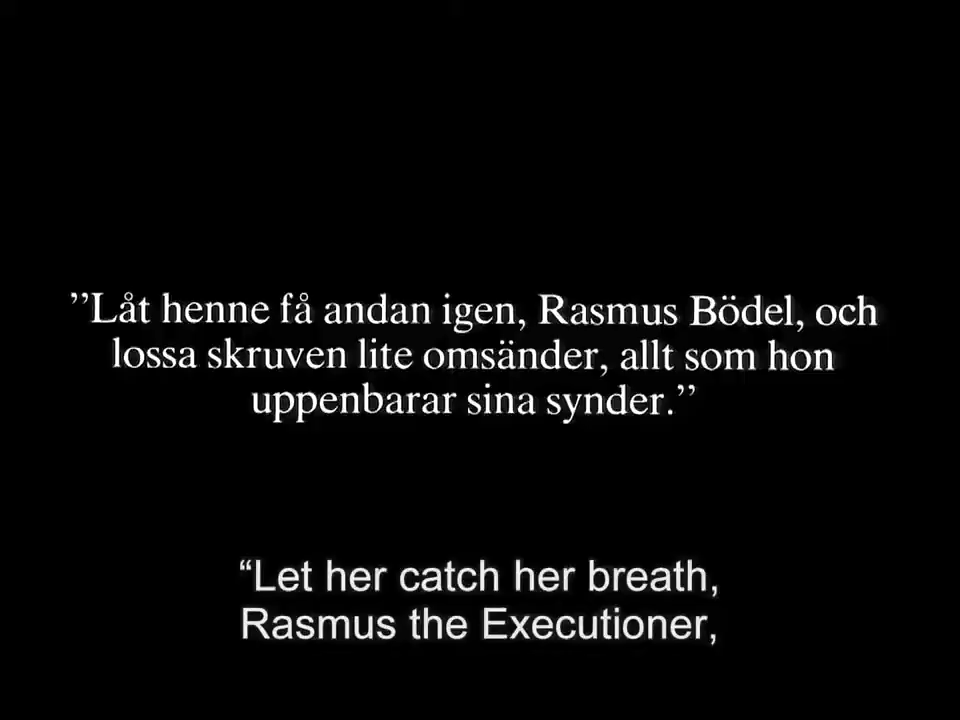 ”Låt henne få andan igen, Rasmus Bödel, och
lossa skruven lite omsänder, allt som hon
uppenbarar sina synder.”
“Let her catch her breath,
Rasmus the Executioner,